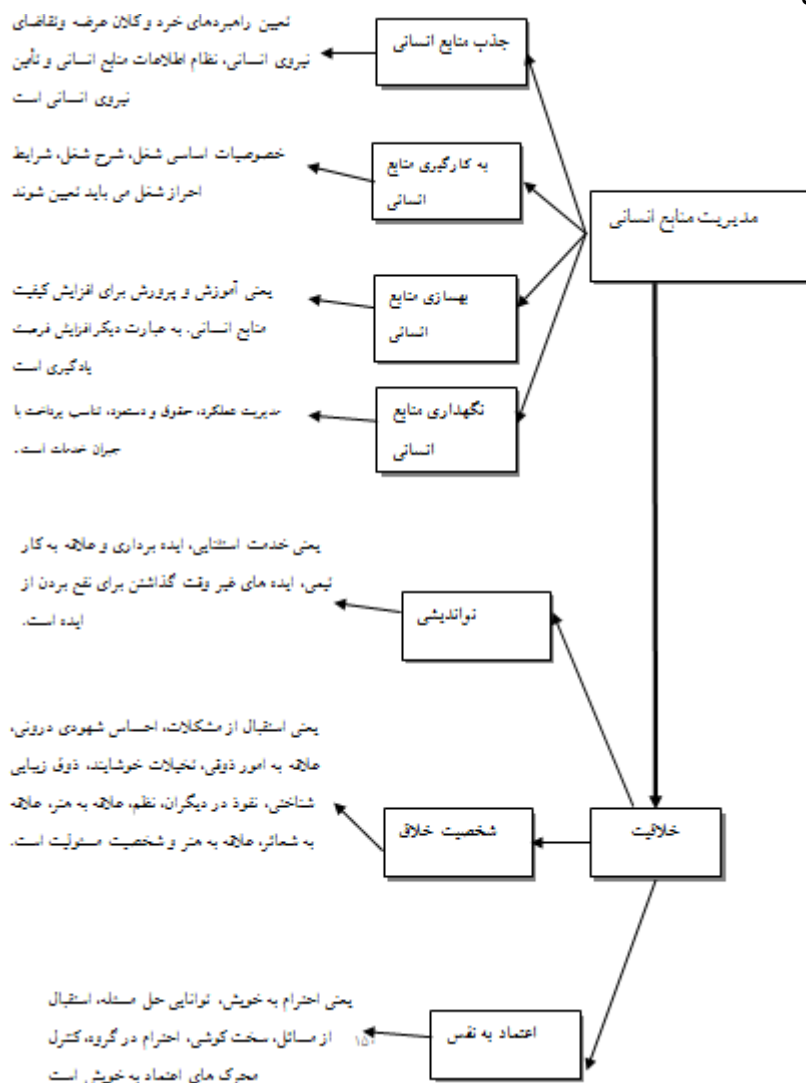 تعین راهبردهای خرد و کلان عرضه وتقاضای
نیروی انسانی، نظام اطلاعات منابع انسانی و تأین
نیروی انسانی است
جذب منابع انسانی
خصوصیات اساسی شغل، شرح شغل، شرایط
احراز شغل می باید تعین شوند
به کارگیری منابع
انسانی
مدیریت منابع انسانی
یعنی آموزش و پرورش برای افزایش کیفیت
منابع انسانی. به عبارت دیگر افزایش فرصت
یادگیری است
بهسازی منابع
انسانی
مدیریت عملکرد، حقوق و دستمزد، تناسب پرداخت با
جبران خدمات است.
نگهداری منابع
انسانی
یعنی خدمت استثنایی، ایده برداری و علاقه به کار
تیمی، ایده های غیر وقت گذاشتن برای نفع بردن از
ایده است.
نواندیشی
یعنی استقبال از مشکلات، احساس شهودی درونی،
علاقه به امور ذوقی، تخیلات خوشایند، ذوق زیبایی
شناختی، نفوذ در دیگران، نظم، علاقه به هنر، علاقه
به شعائر، علاقه به هنر و شخصیت مسئولیت است.
شخصیت خلاق
خلاقیت
یعنی احترام به خویش، توانایی حل مسئله، استقبال
از مسائل، سخت کوشی، احترام در گروه، کنترل
محرک های اعتماد به خویش است
اعتماد به نفس